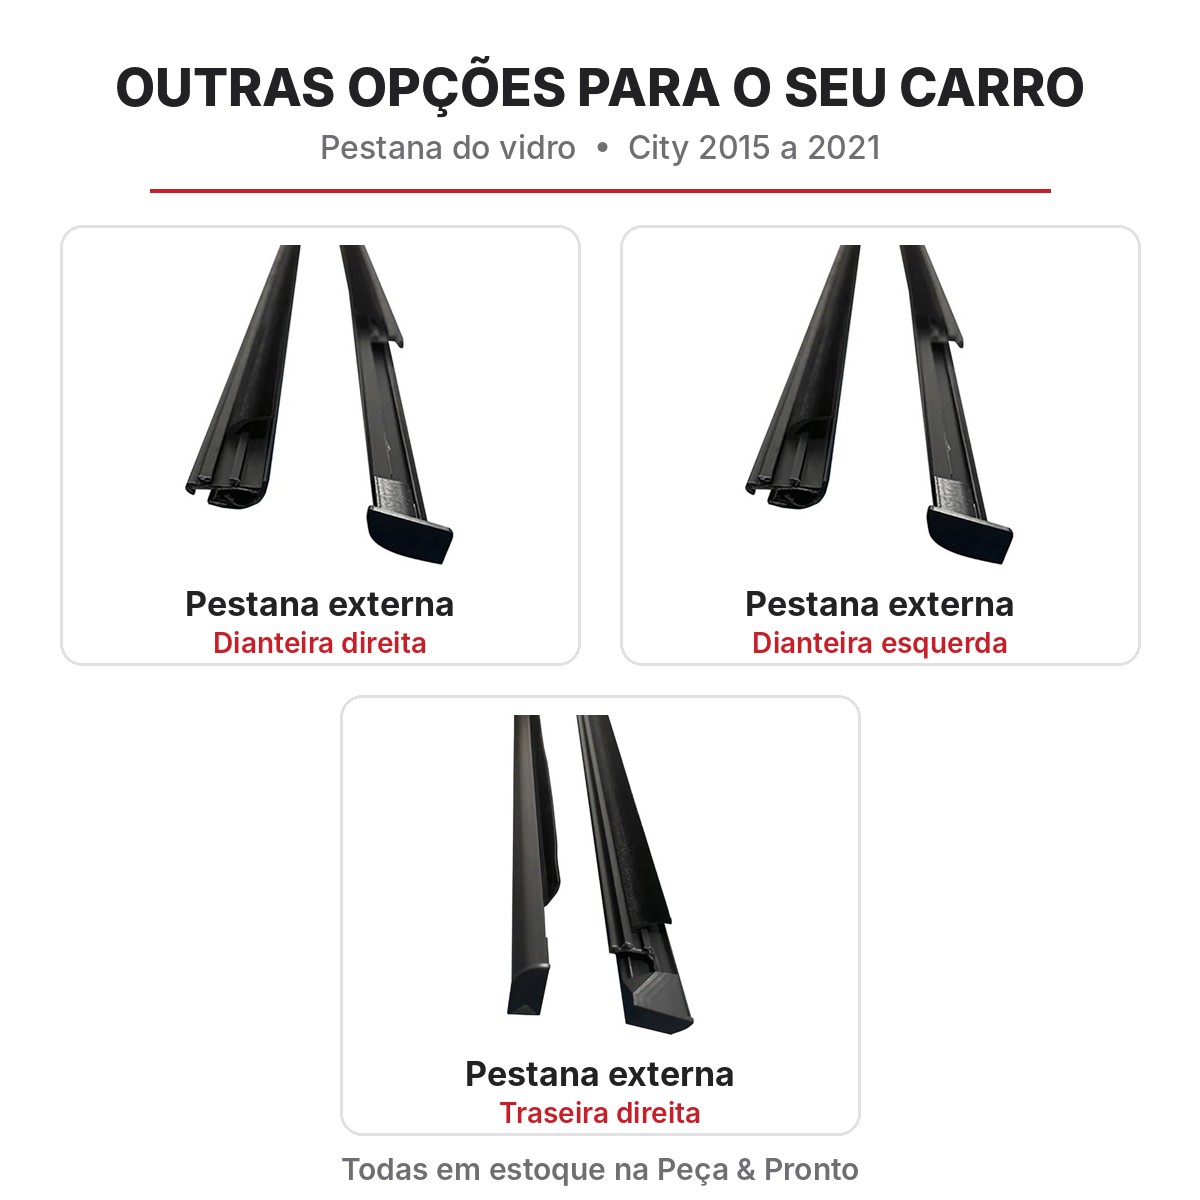 OUTRAS OPÇÕES PARA O SEU CARRO
Pestana do vidro • City 2015 a 2021
Pestana externa
Dianteira direita
Pestana externa
Dianteira esquerda
Pestana externa
Traseira direita
Todas em estoque na Peça & Pronto